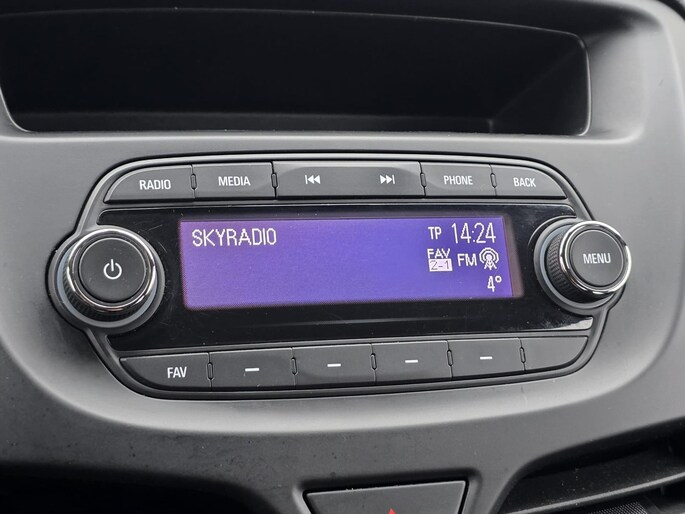 RADIO MEDIA PHONE BACK
SKYRADIO TP 14:24
FAV FM
2-1
4°
MENU
FAV